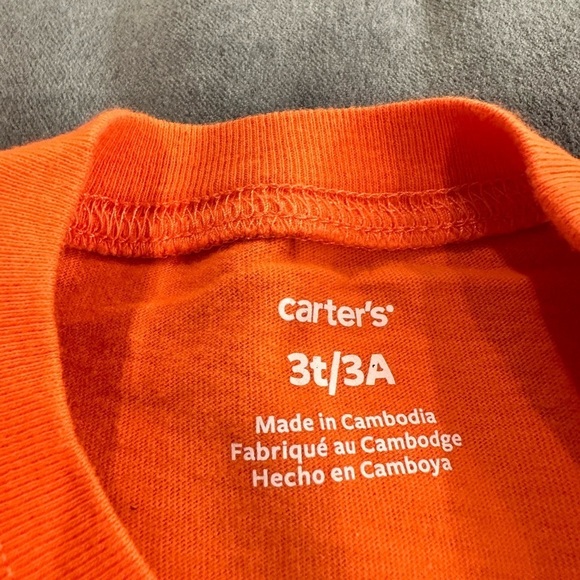 carter's
3t/3A
Made in Cambodia
Fabriqué au Cambodge
Hecho en Camboya